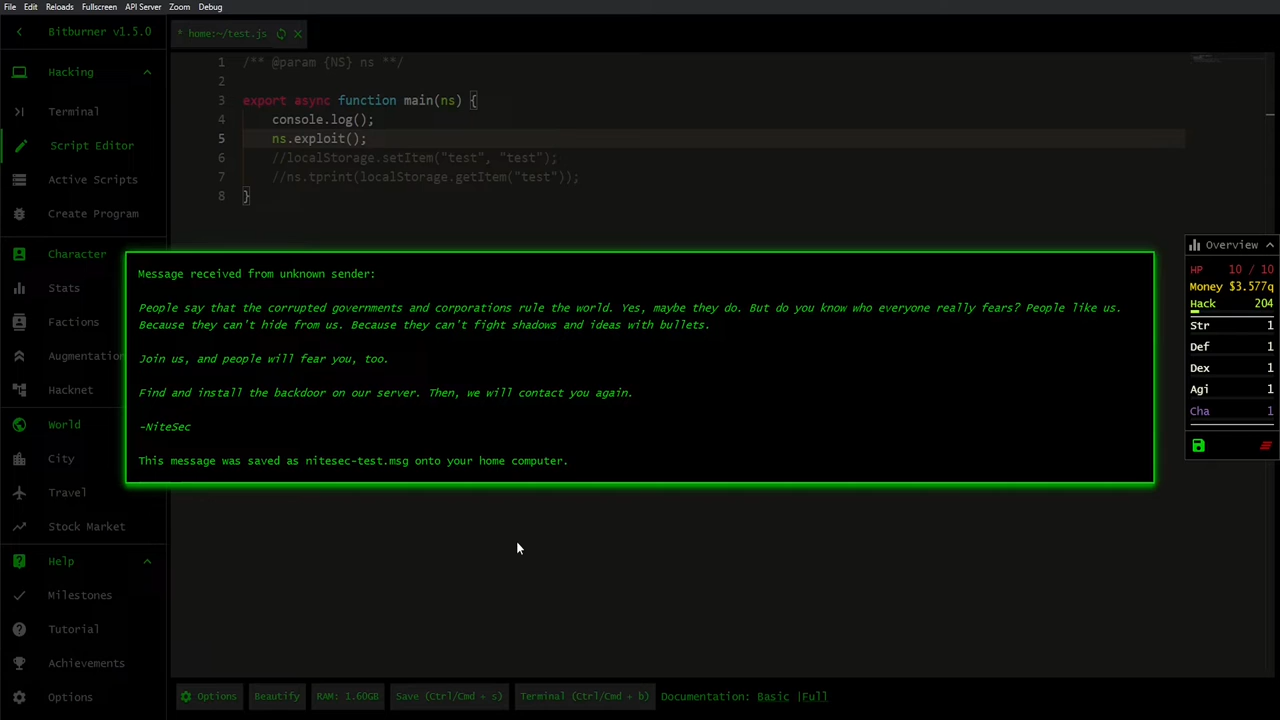 File Edit Reloads Fullscreen API Server Zoom Debug
Bitburner v1.5.0
* home:~/test.js
Hacking
Terminal
Script Editor
Active Scripts
Create Program
Character
Stats
Factions
Augmentation
Hacknet
World
City
Travel
Stock Market
Help
Milestones
Tutorial
Achievements
Options
1 /** @param {NS} ns **/
2
3 export async function main(ns) {
4 console.log();
5 ns.exploit();
6 //localStorage.setItem("test", "test");
7 //ns.tprint(localStorage.getItem("test"));
8 }
Message received from unknown sender:
People say that the corrupted governments and corporations rule the world. Yes, maybe they do. But do you know who everyone really fears? People like us.
Because they can't hide from us. Because they can't fight shadows and ideas with bullets.
Join us, and people will fear you, too.
Find and install the backdoor on our server. Then, we will contact you again.
-NiteSec
This message was saved as nitesec-test.msg onto your home computer.
Overview
HP 10 / 10
Money $3.577q
Hack 204
Str 1
Def 1
Dex 1
Agi 1
Cha 1
Options Beautify RAM: 1.60GB Save (Ctrl/Cmd + s) Terminal (Ctrl/Cmd + b) Documentation: Basic |Full